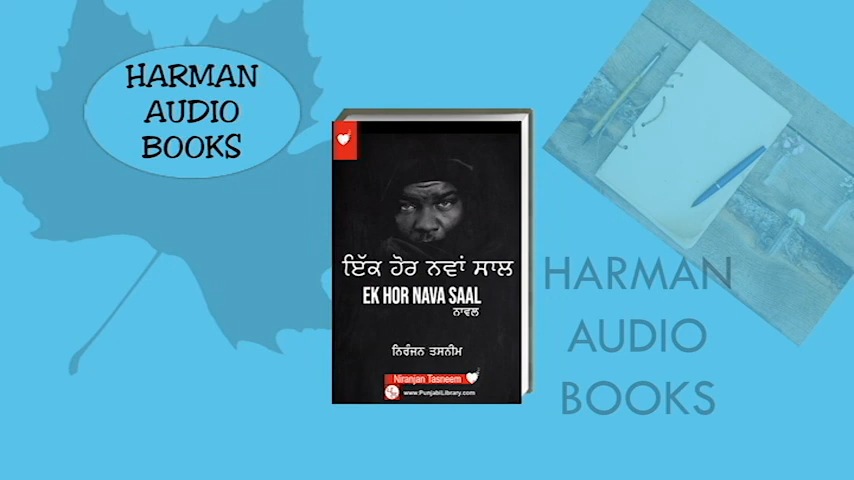 HARMAN
AUDIO
BOOKS
ਇੱਕ ਹੋਰ ਨਵਾਂ ਸਾਲ
EK HOR NAVA SAAL
ਨਾਵਲ
ਨਿਰੰਜਨ ਤਸਨੀਮ
Niranjan Tasneem
www.PunjabiLibrary.com
HARMAN
AUDIO
BOOKS